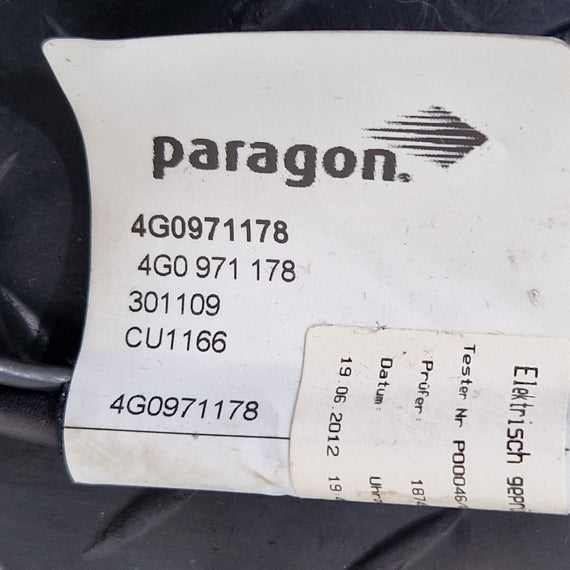 paragon.
4G0971178
4G0 971 178
301109
CU1166
4G0971178
Elektrisch
Tester Nr
Prüfer:
Datum:
19.06.2012